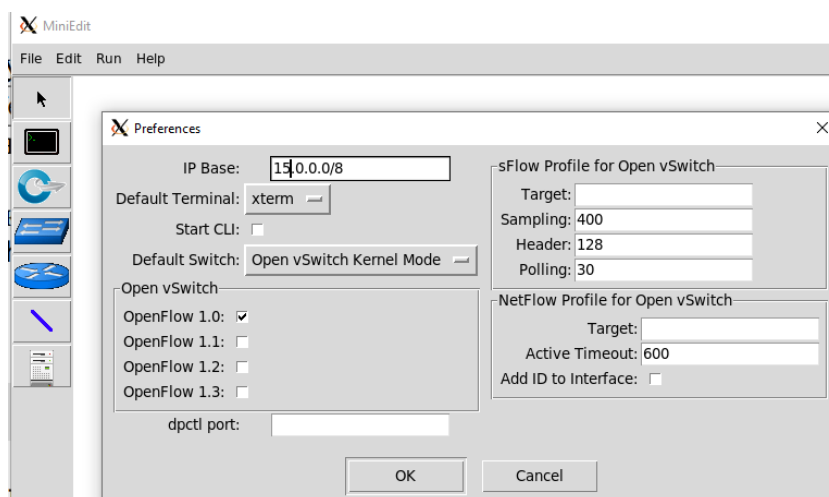 MiniEdit
File Edit Run Help
Preferences
IP Base: 15.0.0.0/8
Default Terminal: xterm
Start CLI:
Default Switch: Open vSwitch Kernel Mode
Open vSwitch
OpenFlow 1.0:
OpenFlow 1.1:
OpenFlow 1.2:
OpenFlow 1.3:
dpctl port:
sFlow Profile for Open vSwitch
Target:
Sampling: 400
Header: 128
Polling: 30
NetFlow Profile for Open vSwitch
Target:
Active Timeout: 600
Add ID to Interface:
OK Cancel